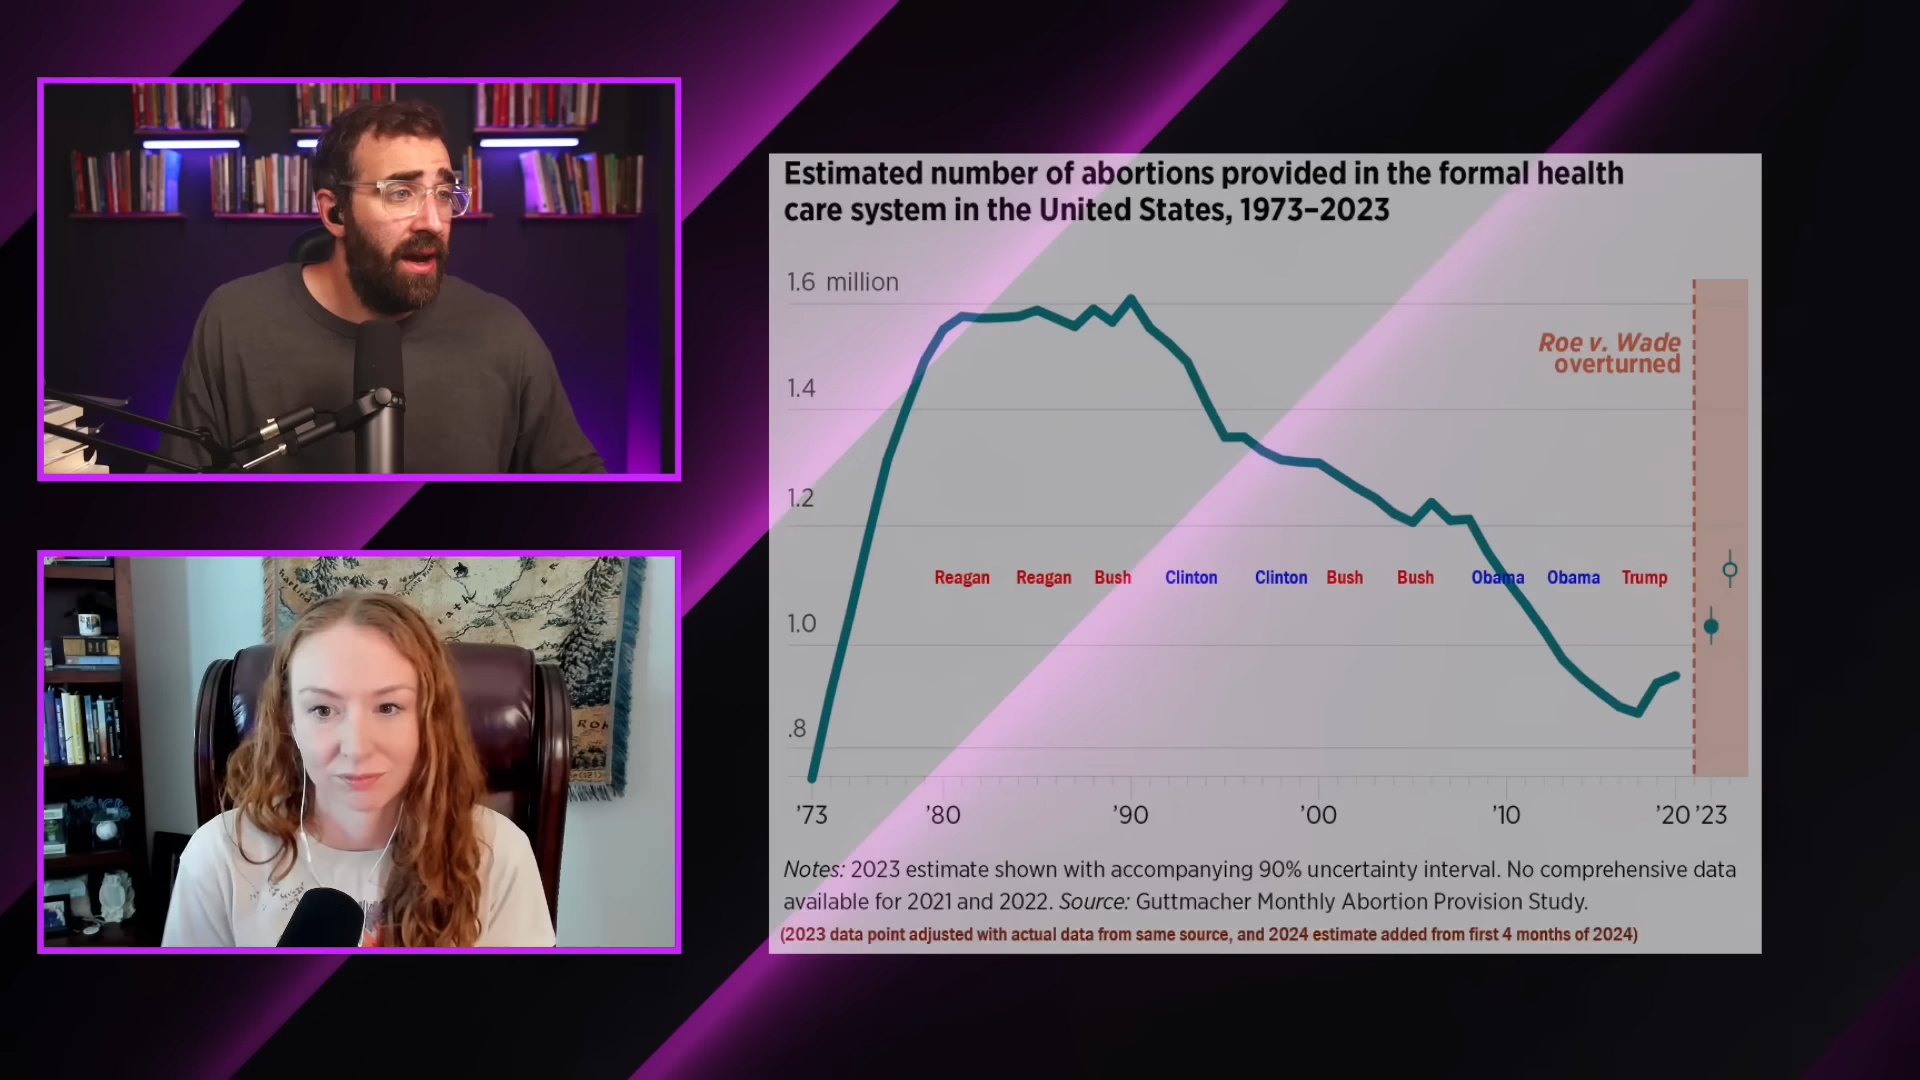 Estimated number of abortions provided in the formal health
care system in the United States, 1973–2023
1.6 million
Roe v. Wade
overturned
1.4
1.2
Reagan Reagan Bush Clinton Clinton Bush Bush Obama Obama Trump
1.0
.8
’73 ’80 ’90 ’00 ’10 ’20 ’23
Notes: 2023 estimate shown with accompanying 90% uncertainty interval. No comprehensive data
available for 2021 and 2022. Source: Guttmacher Monthly Abortion Provision Study.
(2023 data point adjusted with actual data from same source, and 2024 estimate added from first 4 months of 2024)